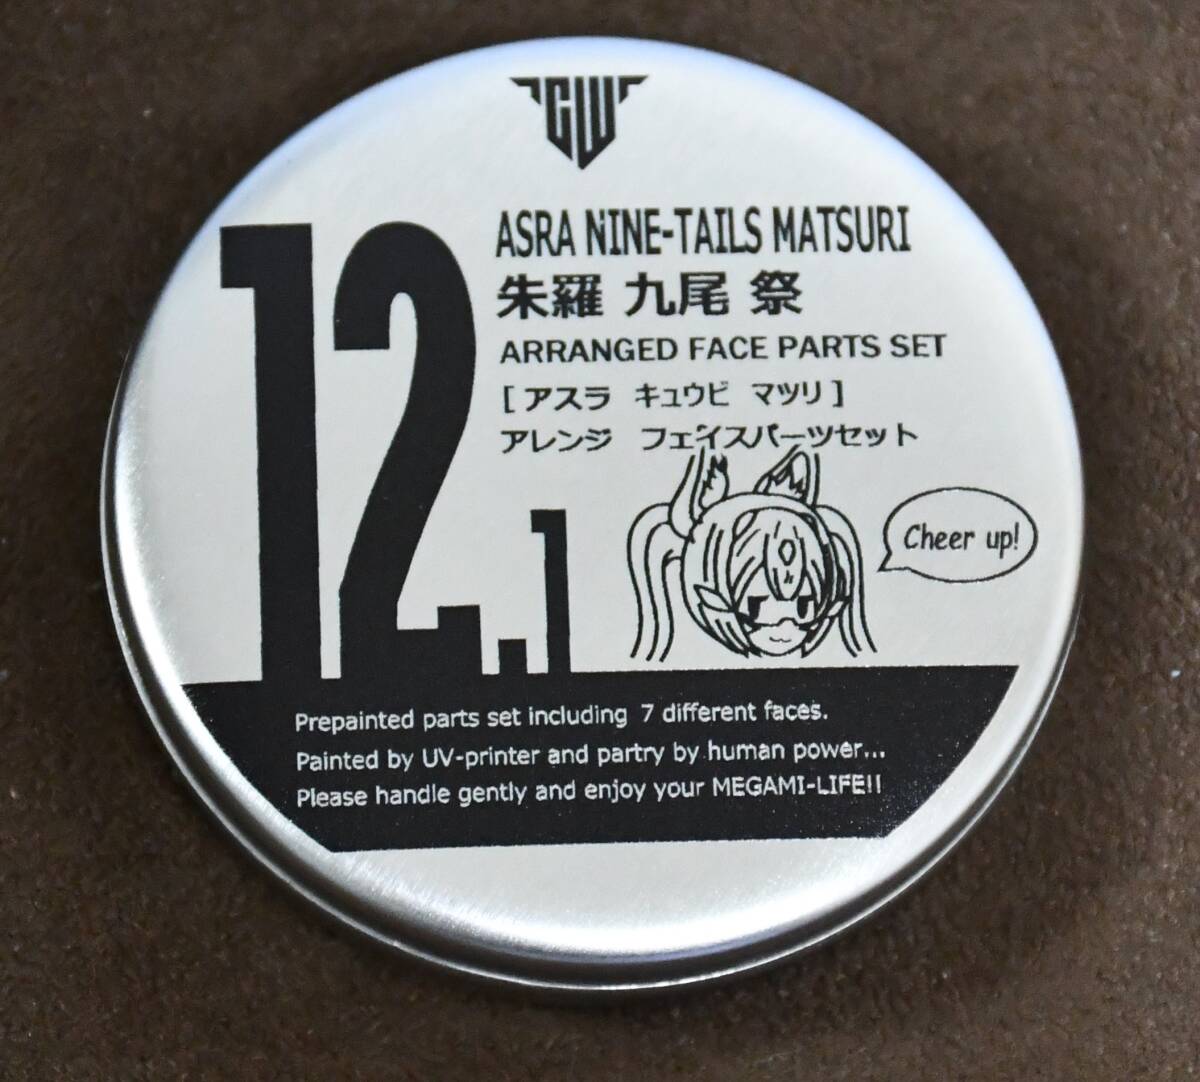 GW
12.1
ASRA NINE-TAILS MATSURI
朱羅 九尾 祭
ARRANGED FACE PARTS SET
[アスラ キュウビ マツリ]
アレンジ フェイスパーツセット
Cheer up!
Prepainted parts set including 7 different faces.
Painted by UV-printer and partry by human power...
Please handle gently and enjoy your MEGAMI-LIFE!!